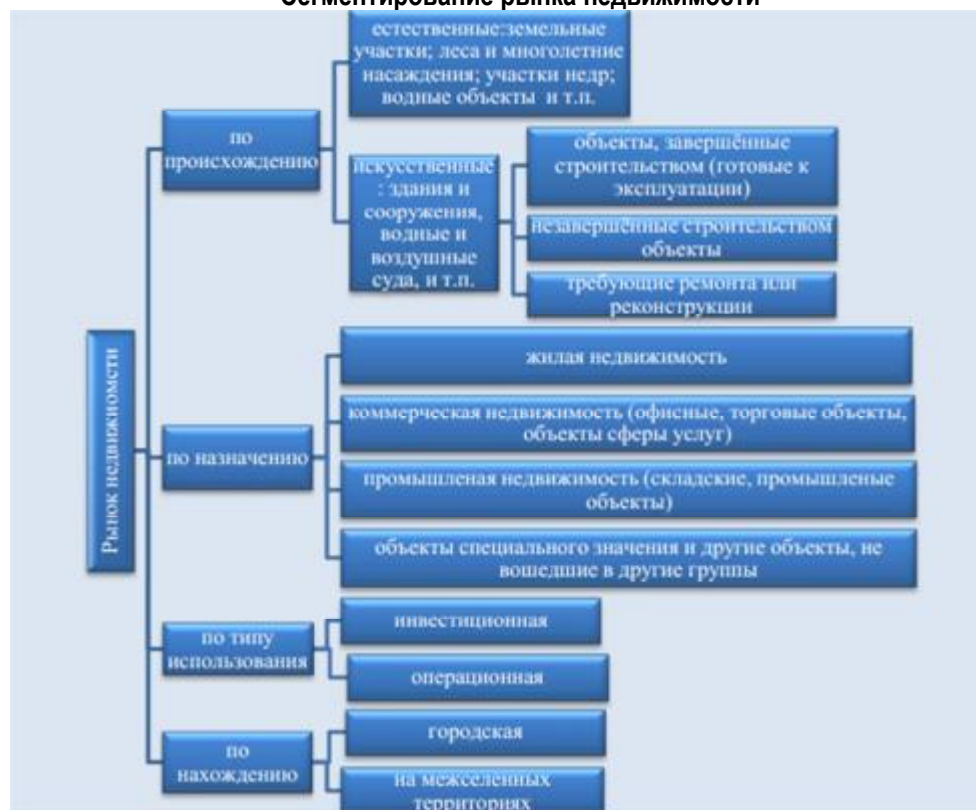 Сегментирование рынка недвижимости
естественные:земельные
участки; леса и многолетние
насаждения; участки недр;
водные объекты и т.п.
по
происхождению
искусственные
: здания и
сооружения,
водные и
воздушные
суда, и т.п.
объекты, завершённые
строительством (готовые к
эксплуатации)
незавершённые строительством
объекты
требующие ремонта или
реконструкции
Рынок недвижиомсти
по назначению
жилая недвижимость
коммерческая недвижимость (офисные, торговые объекты,
объекты сферы услуг)
промышленая недвижимость (складские, промышленые
объекты)
объекты специального значения и другие объекты, не
вошедшие в другие группы
по типу
использования
инвестиционная
операционная
по
нахождению
городская
на межселенных
территориях